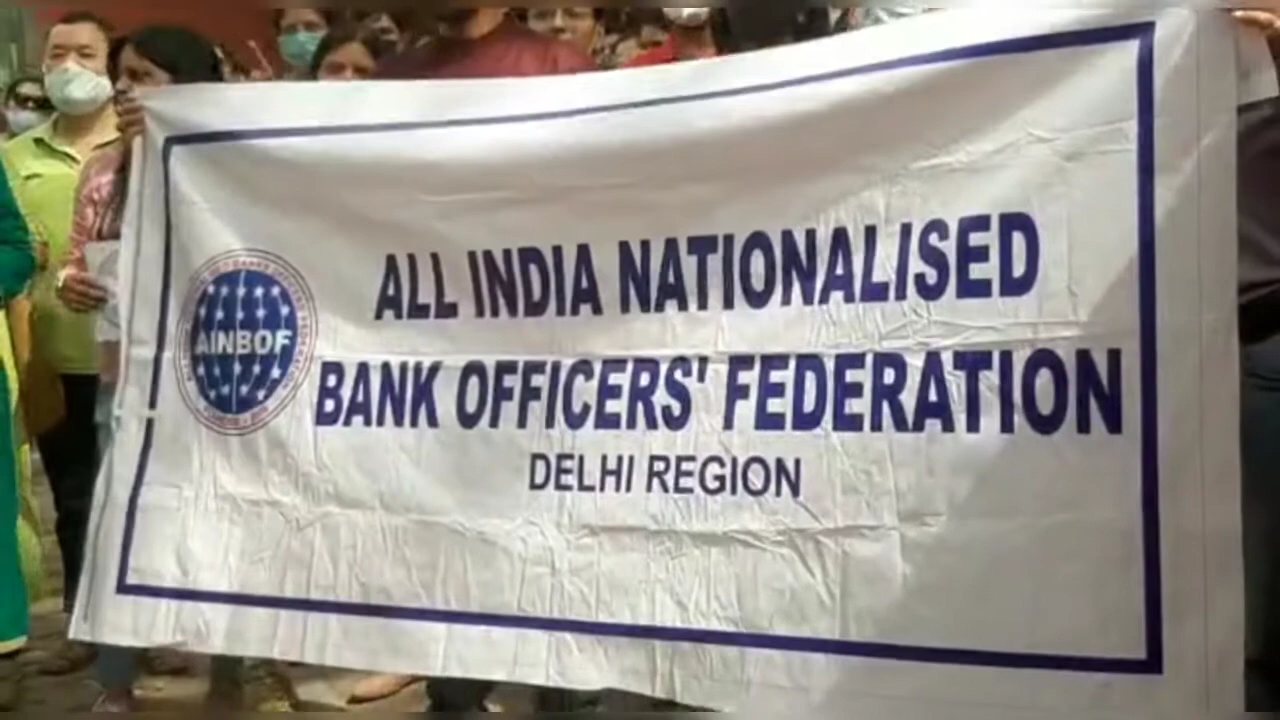 ALL INDIA NATIONALISED
AINBOF
BANK OFFICERS' FEDERATION
DELHI REGION